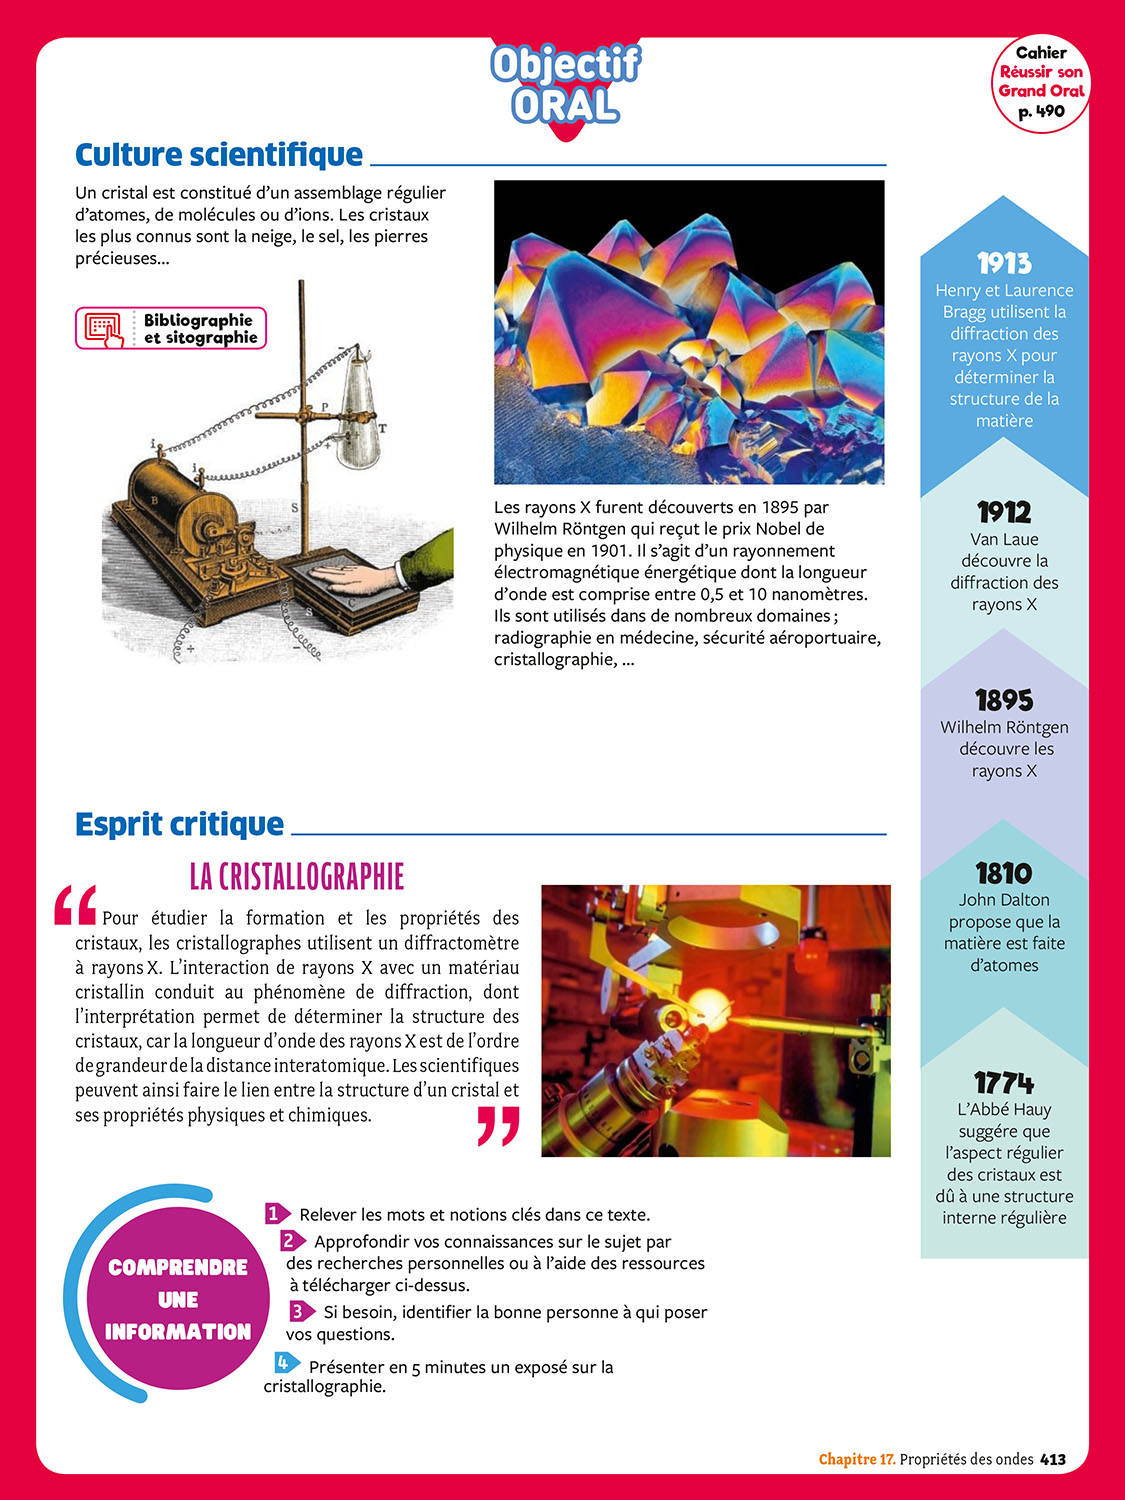 Objectif
ORAL
Cahier
Réussir son
Grand Oral
p. 490
Culture scientifique
Un cristal est constitué d'un assemblage régulier
d'atomes, de molécules ou d'ions. Les cristaux
les plus connus sont la neige, le sel, les pierres
précieuses...
Bibliographie
et sitographie
P
T
i
i
B
S
S
C
+
−
−
+
Les rayons X furent découverts en 1895 par
Wilhelm Röntgen qui reçut le prix Nobel de
physique en 1901. Il s'agit d'un rayonnement
électromagnétique énergétique dont la longueur
d'onde est comprise entre 0,5 et 10 nanomètres.
Ils sont utilisés dans de nombreux domaines ;
radiographie en médecine, sécurité aéroportuaire,
cristallographie, ...
1913
Henry et Laurence
Bragg utilisent la
diffraction des
rayons X pour
déterminer la
structure de la
matière
1912
Van Laue
découvre la
diffraction des
rayons X
1895
Wilhelm Röntgen
découvre les
rayons X
1810
John Dalton
propose que la
matière est faite
d'atomes
1774
L'Abbé Hauy
suggére que
l'aspect régulier
des cristaux est
dû à une structure
interne régulière
Esprit critique
LA CRISTALLOGRAPHIE
“ Pour étudier la formation et les propriétés des
cristaux, les cristallographes utilisent un diffractomètre
à rayons X. L'interaction de rayons X avec un matériau
cristallin conduit au phénomène de diffraction, dont
l'interprétation permet de déterminer la structure des
cristaux, car la longueur d'onde des rayons X est de l'ordre
de grandeur de la distance interatomique. Les scientifiques
peuvent ainsi faire le lien entre la structure d'un cristal et
ses propriétés physiques et chimiques. ”
COMPRENDRE
UNE
INFORMATION
1 Relever les mots et notions clés dans ce texte.
2 Approfondir vos connaissances sur le sujet par
des recherches personnelles ou à l'aide des ressources
à télécharger ci-dessus.
3 Si besoin, identifier la bonne personne à qui poser
vos questions.
4 Présenter en 5 minutes un exposé sur la
cristallographie.
Chapitre 17. Propriétés des ondes 413